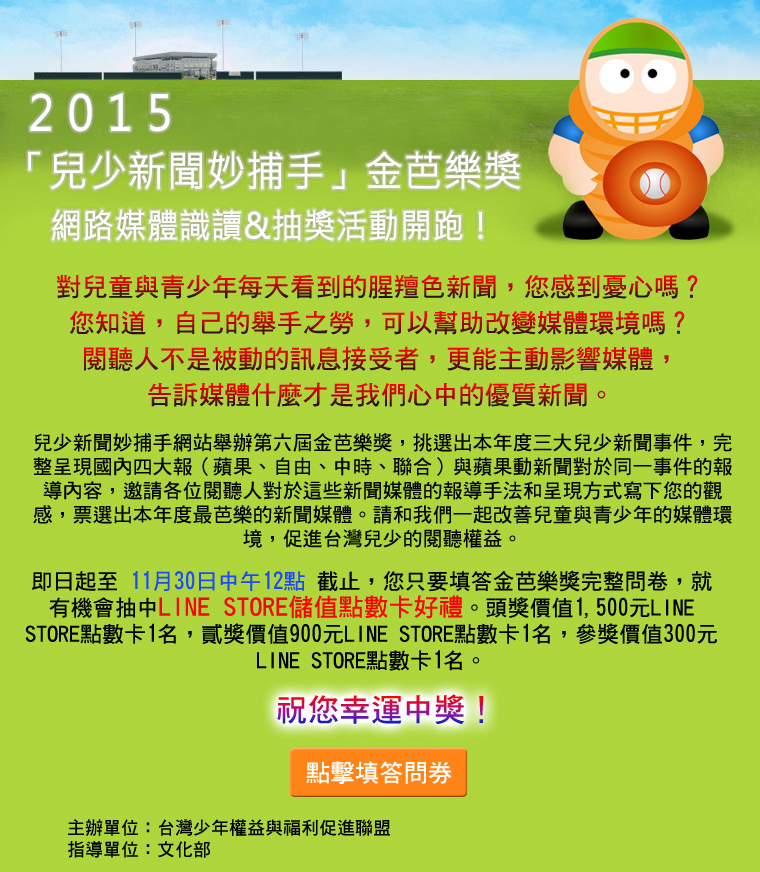 2015
「兒少新聞妙捕手」金芭樂獎
網路媒體識讀&抽獎活動開跑！
對兒童與青少年每天看到的腥羶色新聞，您感到憂心嗎？
您知道，自己的舉手之勞，可以幫助改變媒體環境嗎？
閱聽人不是被動的訊息接受者，更能主動影響媒體，
告訴媒體什麼才是我們心中的優質新聞。
兒少新聞妙捕手網站舉辦第六屆金芭樂獎，挑選出本年度三大兒少新聞事件，完
整呈現國內四大報（蘋果、自由、中時、聯合）與蘋果動新聞對於同一事件的報
導內容，邀請各位閱聽人對於這些新聞媒體的報導手法和呈現方式寫下您的觀
感，票選出本年度最芭樂的新聞媒體。請和我們一起改善兒童與青少年的媒體環
境，促進台灣兒少的閱聽權益。
即日起至 11月30日中午12點 截止，您只要填答金芭樂獎完整問卷，就
有機會抽中LINE STORE儲值點數卡好禮。頭獎價值1,500元LINE
STORE點數卡1名，貳獎價值900元LINE STORE點數卡1名，參獎價值300元
LINE STORE點數卡1名。
祝您幸運中獎！
點擊填答問券
主辦單位：台灣少年權益與福利促進聯盟
指導單位：文化部